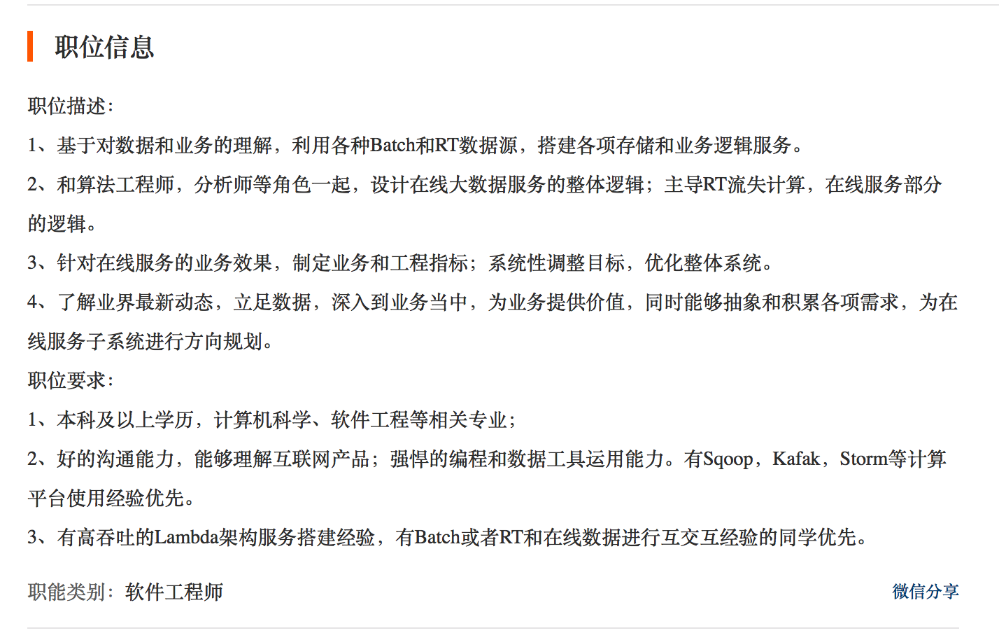 职位信息
职位描述：
1、基于对数据和业务的理解，利用各种Batch和RT数据源，搭建各项存储和业务逻辑服务。
2、和算法工程师，分析师等角色一起，设计在线大数据服务的整体逻辑；主导RT流失计算，在线服务部分
的逻辑。
3、针对在线服务的业务效果，制定业务和工程指标；系统性调整目标，优化整体系统。
4、了解业界最新动态，立足数据，深入到业务当中，为业务提供价值，同时能够抽象和积累各项需求，为在
线服务子系统进行方向规划。
职位要求：
1、本科及以上学历，计算机科学、软件工程等相关专业；
2、好的沟通能力，能够理解互联网产品；强悍的编程和数据工具运用能力。有Sqoop，Kafak，Storm等计算
平台使用经验优先。
3、有高吞吐的Lambda架构服务搭建经验，有Batch或者RT和在线数据进行互交互经验的同学优先。
职能类别：软件工程师
微信分享